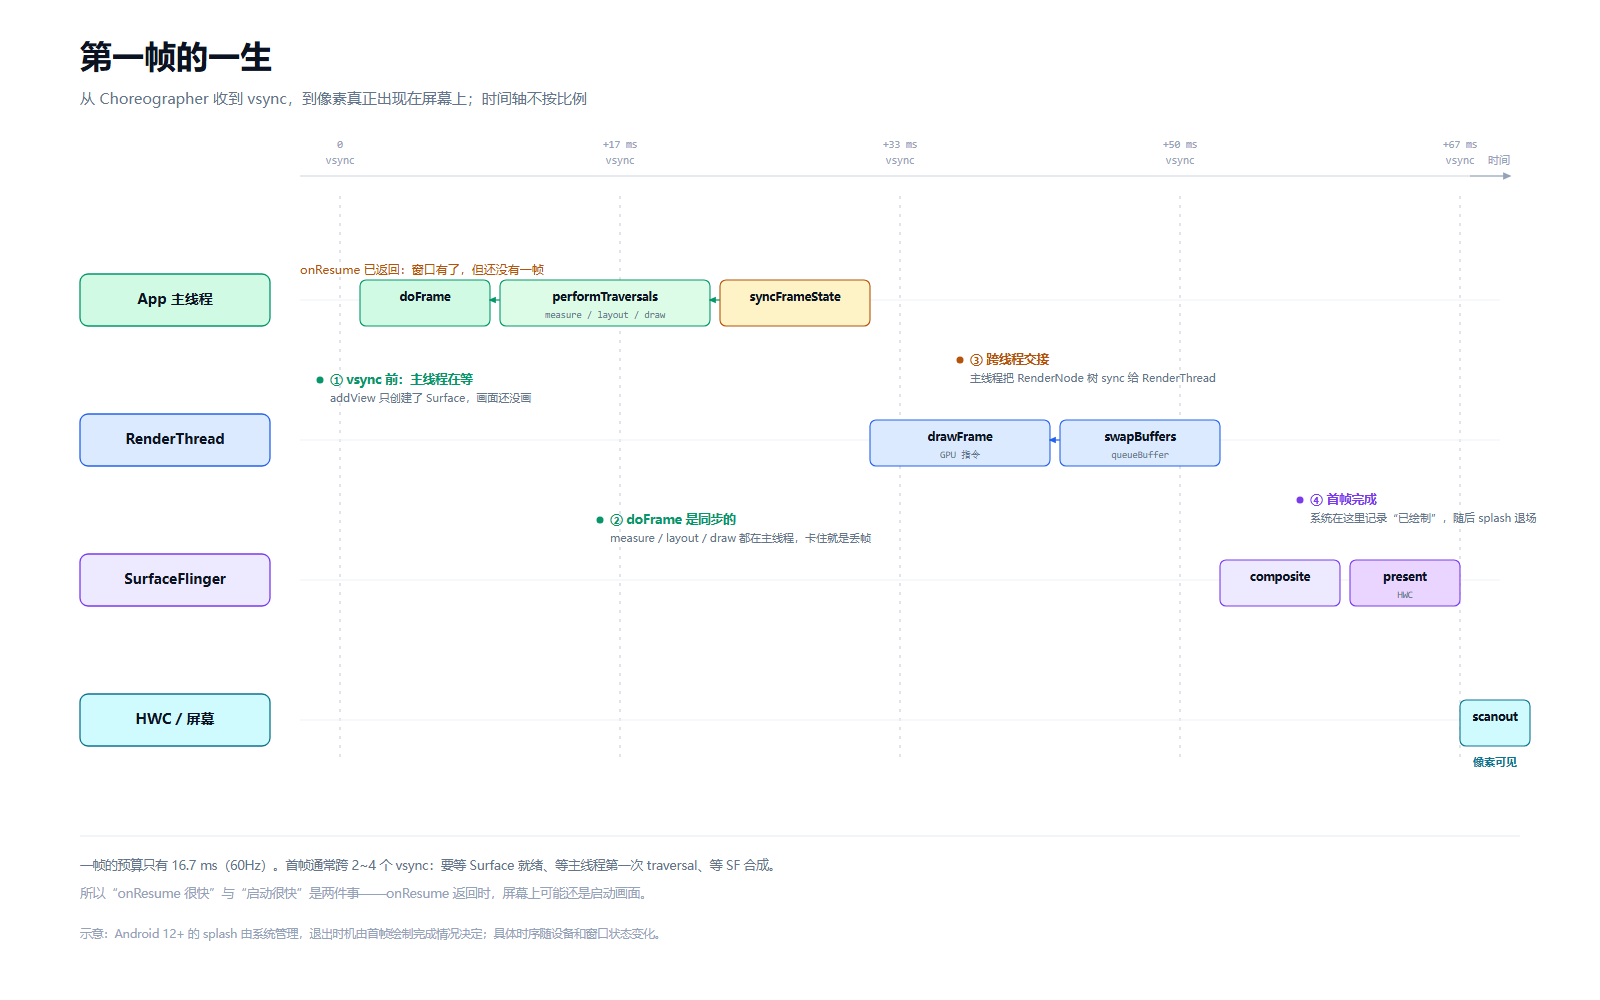 第一帧的一生
从 Choreographer 收到 vsync，到像素真正出现在屏幕上；时间轴不按比例
0
vsync
+17 ms
vsync
+33 ms
vsync
+50 ms
vsync
+67 ms
vsync
时间
onResume 已返回：窗口有了，但还没有一帧
App 主线程
doFrame
performTraversals
measure / layout / draw
syncFrameState
① vsync 前：主线程在等
addView 只创建了 Surface，画面还没画
③ 跨线程交接
主线程把 RenderNode 树 sync 给 RenderThread
RenderThread
drawFrame
GPU 指令
swapBuffers
queueBuffer
② doFrame 是同步的
measure / layout / draw 都在主线程，卡住就是丢帧
④ 首帧完成
系统在这里记录“已绘制”，随后 splash 退场
SurfaceFlinger
composite
present
HWC
HWC / 屏幕
scanout
像素可见
一帧的预算只有 16.7 ms（60Hz）。首帧通常跨 2~4 个 vsync：要等 Surface 就绪、等主线程第一次 traversal、等 SF 合成。
所以“onResume 很快”与“启动很快”是两件事——onResume 返回时，屏幕上可能还是启动画面。
示意：Android 12+ 的 splash 由系统管理，退出时机由首帧绘制完成情况决定；具体时序随设备和窗口状态变化。